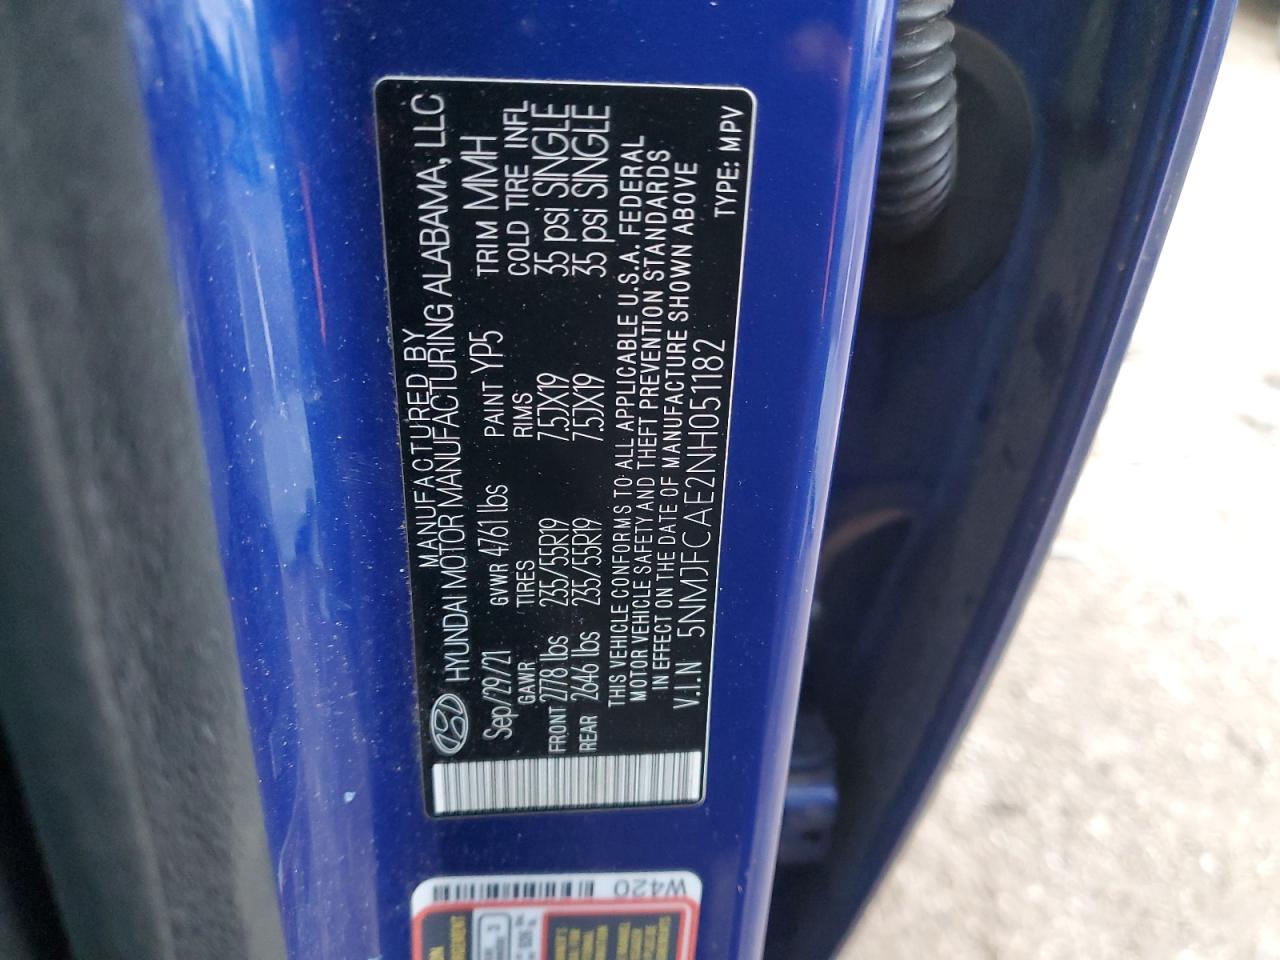 MANUFACTURED BY
HYUNDAI MOTOR MANUFACTURING ALABAMA, LLC
Sep/29/21 GVWR 4761 lbs PAINT YP5 TRIM MMH
GAWR TIRES RIMS COLD TIRE INFL
FRONT 2778 lbs 235/55R19 7.5JX19 35 psi SINGLE
REAR 2646 lbs 235/55R19 7.5JX19 35 psi SINGLE
THIS VEHICLE CONFORMS TO ALL APPLICABLE U.S.A. FEDERAL
MOTOR VEHICLE SAFETY AND THEFT PREVENTION STANDARDS
IN EFFECT ON THE DATE OF MANUFACTURE SHOWN ABOVE
V.I.N 5NMJFCAE2NH051182
TYPE: MPV
W420